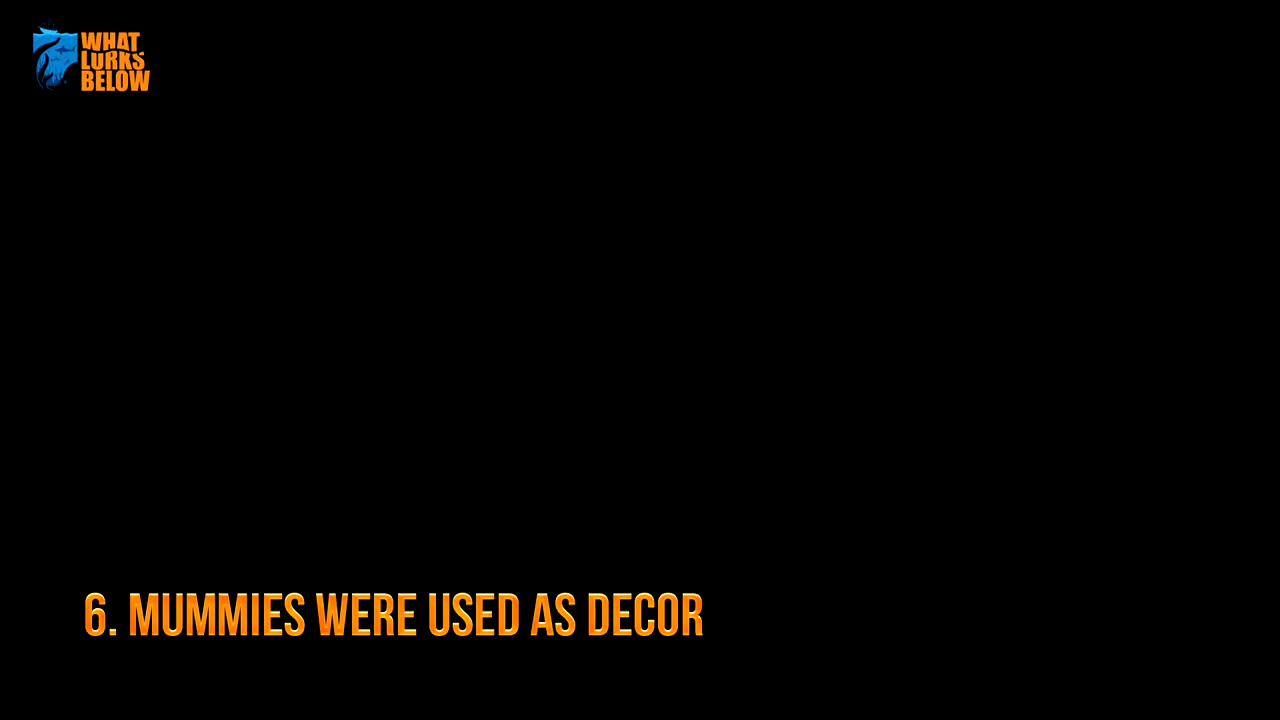 WHAT
LURKS
BELOW
6. MUMMIES WERE USED AS DECOR